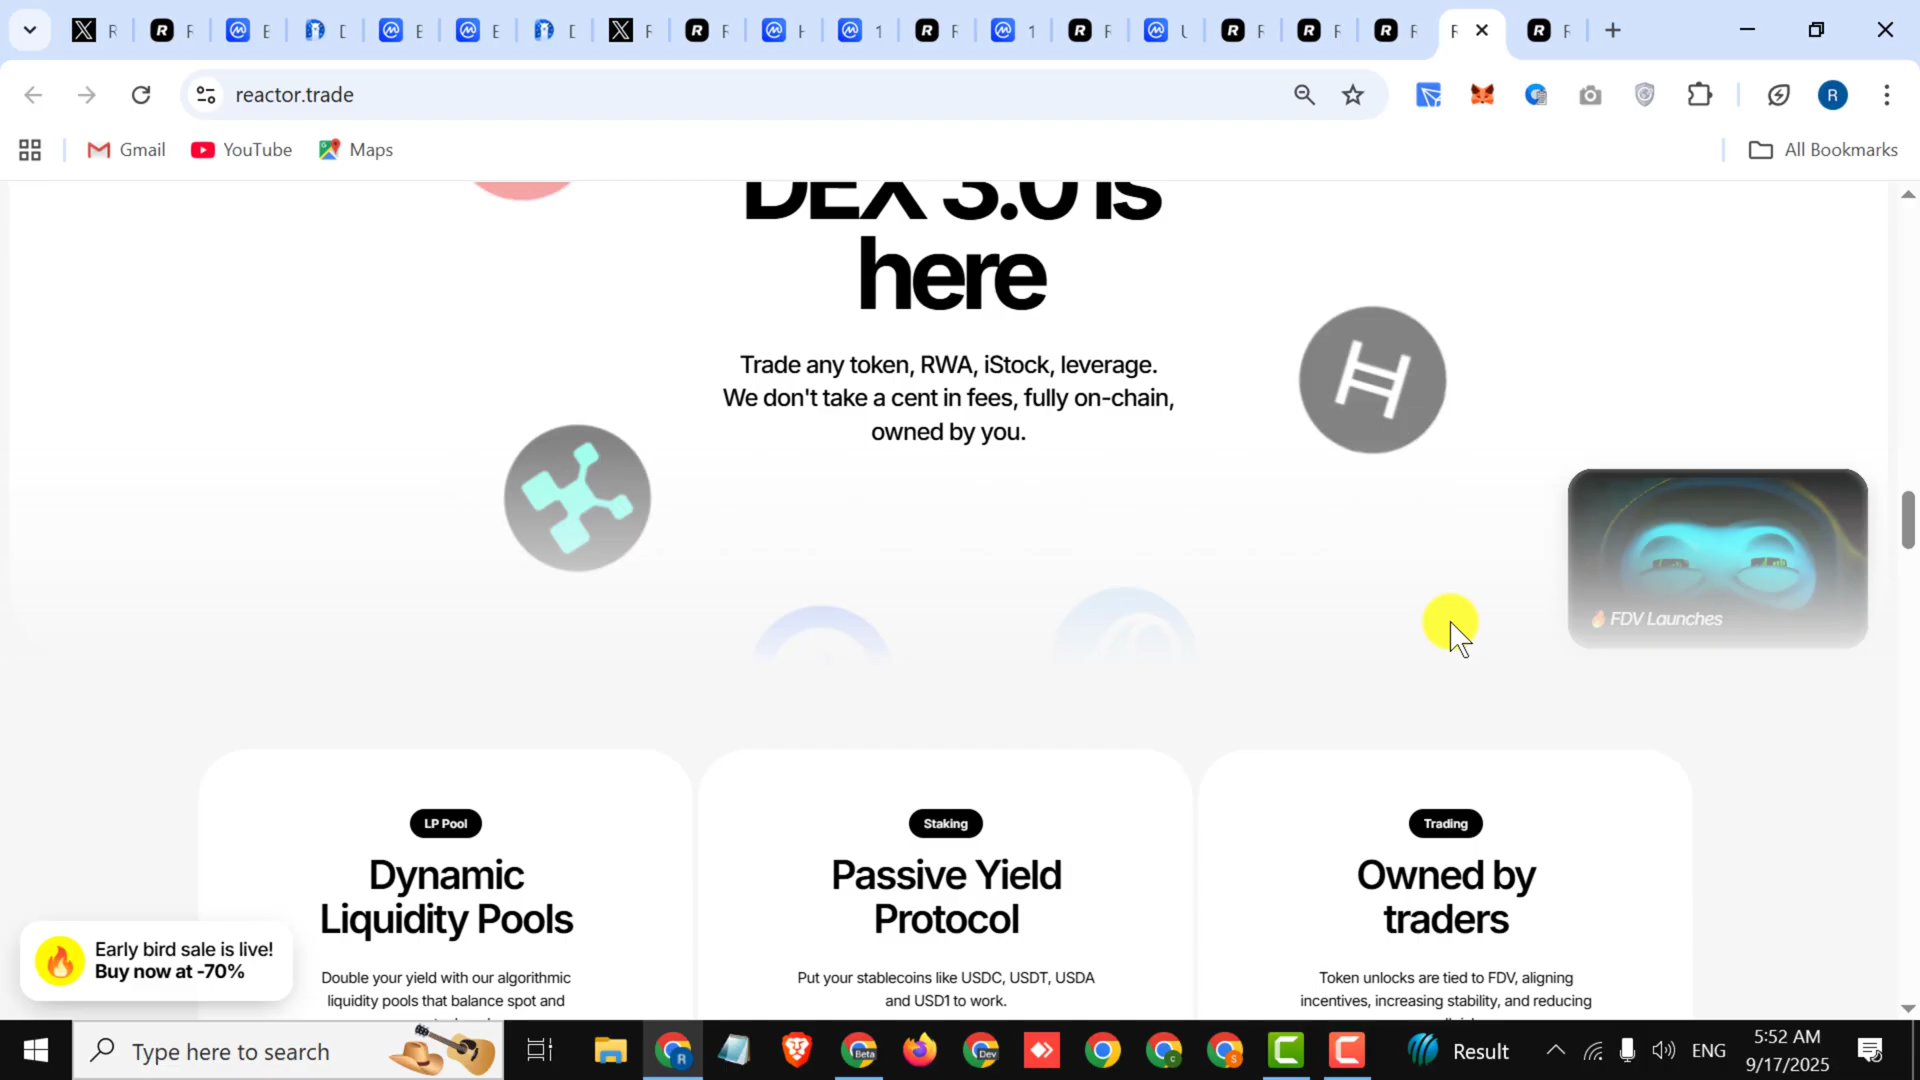 reactor.trade
Gmail
YouTube
Maps
All Bookmarks
DEX 3.0 is
here
Trade any token, RWA, iStock, leverage.
We don't take a cent in fees, fully on-chain,
owned by you.
FDV Launches
LP Pool
Dynamic
Liquidity Pools
Double your yield with our algorithmic
liquidity pools that balance spot and
Staking
Passive Yield
Protocol
Put your stablecoins like USDC, USDT, USDA
and USD1 to work.
Trading
Owned by
traders
Token unlocks are tied to FDV, aligning
incentives, increasing stability, and reducing
Early bird sale is live!
Buy now at -70%
Type here to search
Result
ENG
5:52 AM
9/17/2025